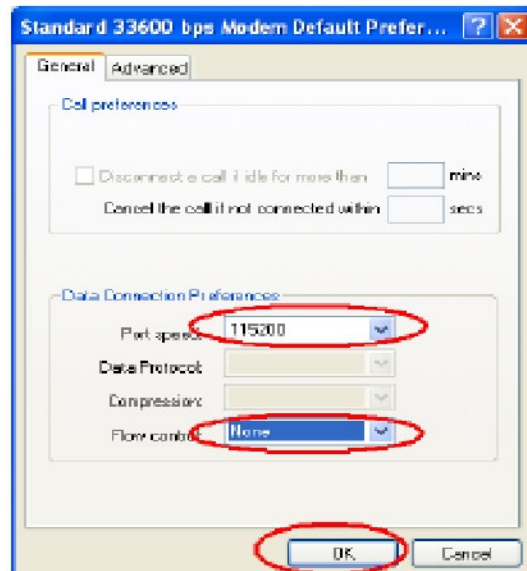 Standard 33600 bps Modem Default Prefer... ? X
General Advanced
Call preferences
Disconnect a call if idle for more than mins
Cancel the call if not connected within secs
Data Connection Preferences
Port speed: 115200
Data Protocol:
Compression:
Flow control: None
OK Cancel